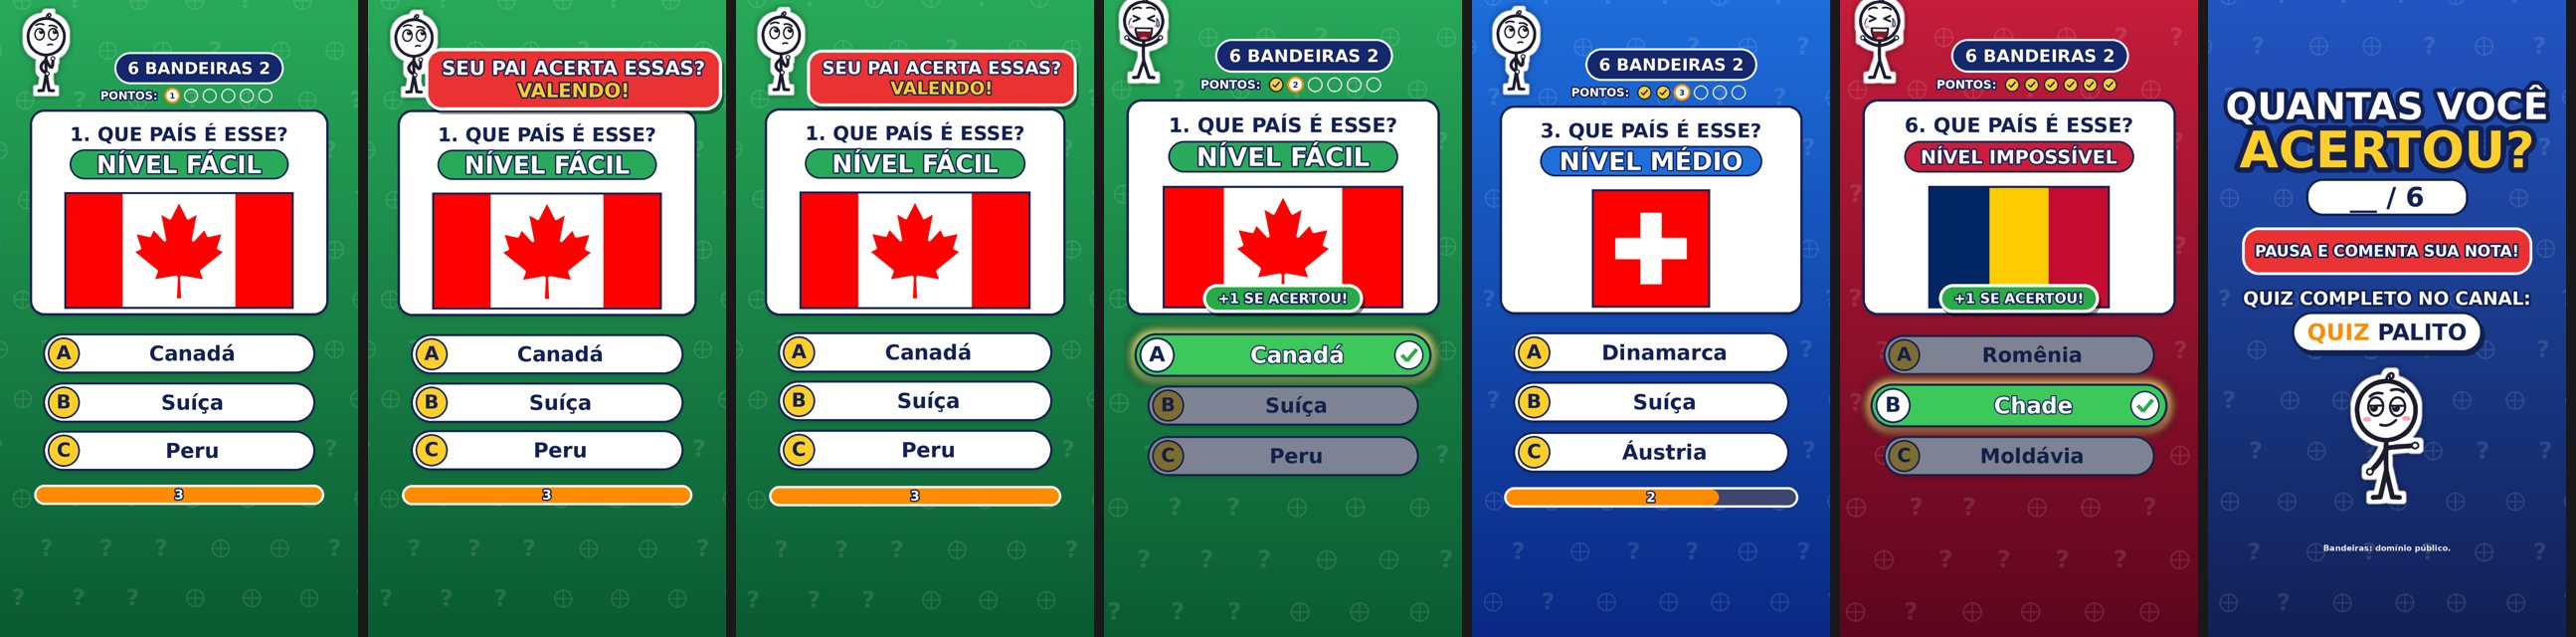 6 BANDEIRAS 2
PONTOS: 1
1. QUE PAÍS É ESSE?
NÍVEL FÁCIL
A Canadá
B Suíça
C Peru
3
SEU PAI ACERTA ESSAS?
VALENDO!
1. QUE PAÍS É ESSE?
NÍVEL FÁCIL
A Canadá
B Suíça
C Peru
3
SEU PAI ACERTA ESSAS?
VALENDO!
1. QUE PAÍS É ESSE?
NÍVEL FÁCIL
A Canadá
B Suíça
C Peru
3
6 BANDEIRAS 2
PONTOS: 2
1. QUE PAÍS É ESSE?
NÍVEL FÁCIL
+1 SE ACERTOU!
A Canadá
B Suíça
C Peru
6 BANDEIRAS 2
PONTOS: 3
3. QUE PAÍS É ESSE?
NÍVEL MÉDIO
A Dinamarca
B Suíça
C Áustria
2
6 BANDEIRAS 2
PONTOS:
6. QUE PAÍS É ESSE?
NÍVEL IMPOSSÍVEL
+1 SE ACERTOU!
A Romênia
B Chade
C Moldávia
QUANTAS VOCÊ
ACERTOU?
__ / 6
PAUSA E COMENTA SUA NOTA!
QUIZ COMPLETO NO CANAL:
QUIZ PALITO
Bandeiras: domínio público.